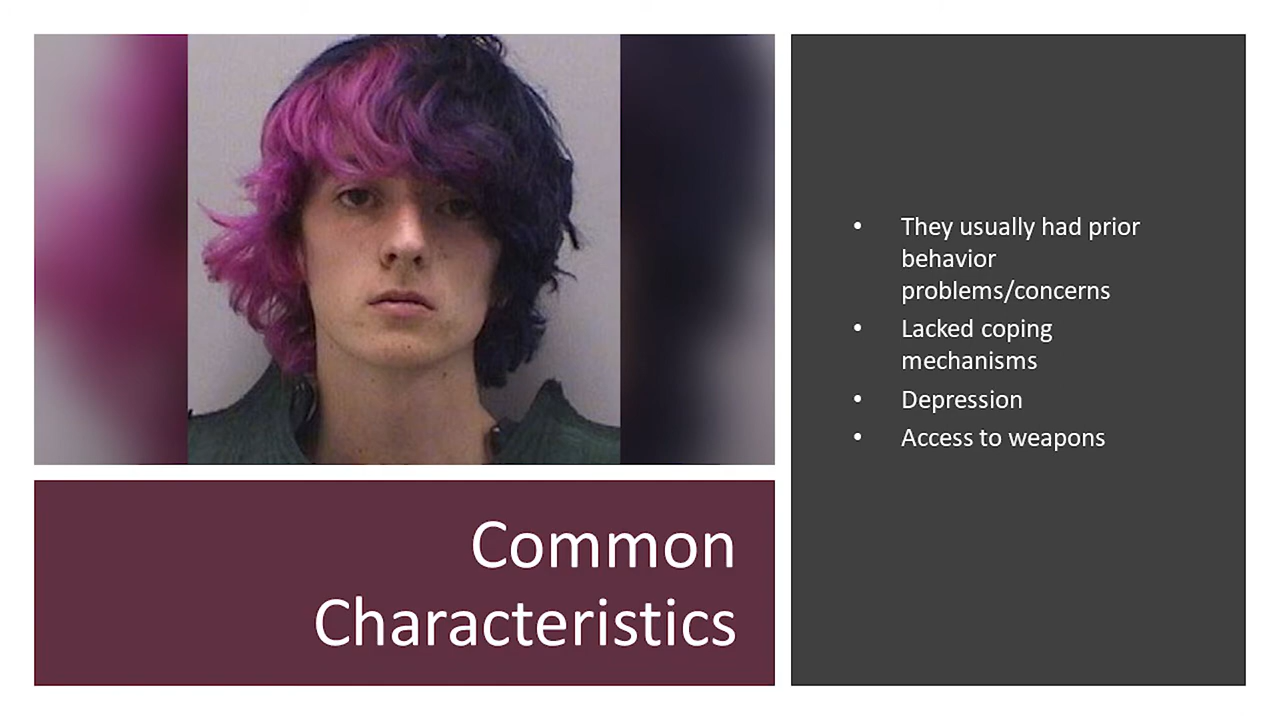 Common
Characteristics
• They usually had prior
behavior
problems/concerns
• Lacked coping
mechanisms
• Depression
• Access to weapons